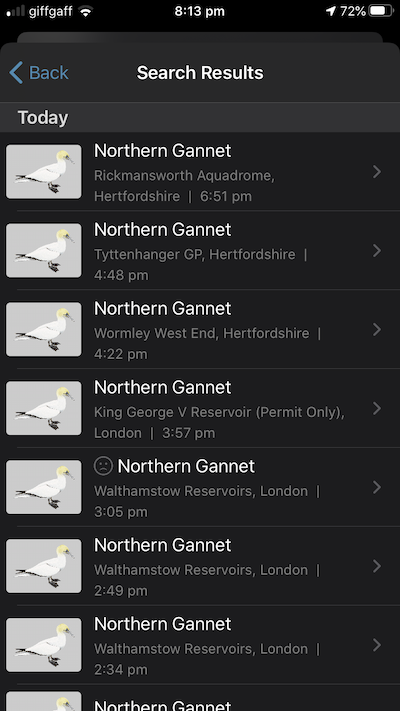 giffgaff 8:13 pm 72%
Back Search Results
Today
Northern Gannet
Rickmansworth Aquadrome,
Hertfordshire | 6:51 pm
Northern Gannet
Tyttenhanger GP, Hertfordshire |
4:48 pm
Northern Gannet
Wormley West End, Hertfordshire |
4:22 pm
Northern Gannet
King George V Reservoir (Permit Only),
London | 3:57 pm
Northern Gannet
Walthamstow Reservoirs, London |
3:05 pm
Northern Gannet
Walthamstow Reservoirs, London |
2:49 pm
Northern Gannet
Walthamstow Reservoirs, London |
2:34 pm
Northern Gannet